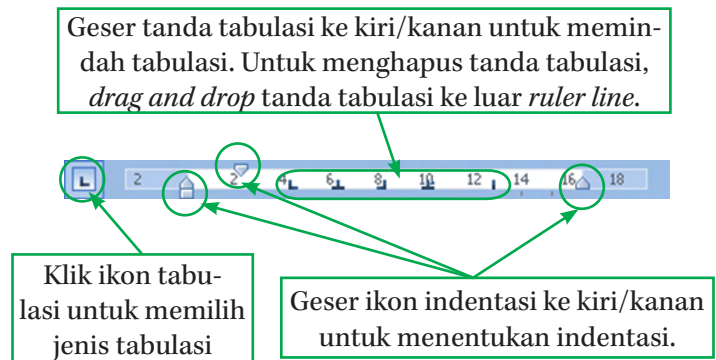 Geser tanda tabulasi ke kiri/kanan untuk memin-
dah tabulasi. Untuk menghapus tanda tabulasi,
drag and drop tanda tabulasi ke luar ruler line.
2 2 4 6 8 10 12 14 16 18
Klik ikon tabu-
lasi untuk memilih
jenis tabulasi
Geser ikon indentasi ke kiri/kanan
untuk menentukan indentasi.